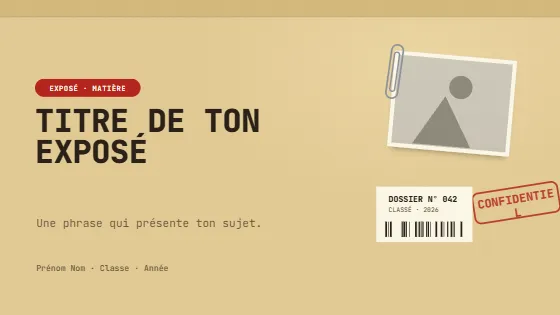 EXPOSÉ · MATIÈRE
TITRE DE TON
EXPOSÉ
Une phrase qui présente ton sujet.
Prénom Nom · Classe · Année
DOSSIER N° 042
CLASSÉ · 2026
CONFIDENTIE
L